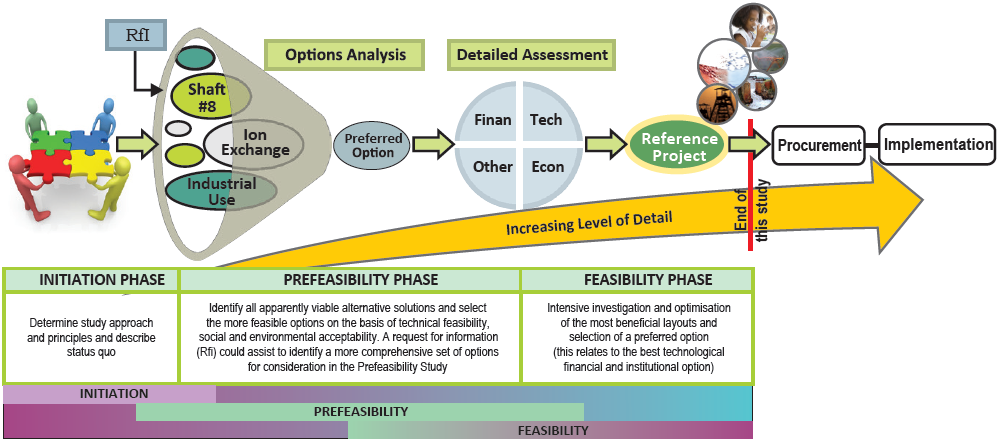 RfI
Options Analysis
Detailed Assessment
Shaft
#8
Ion
Exchange
Industrial
Use
Preferred
Option
Finan
Tech
Other
Econ
Reference
Project
Procurement
Implementation
End of
this study
Increasing Level of Detail
INITIATION PHASE
Determine study approach
and principles and describe
status quo
PREFEASIBILITY PHASE
Identify all apparently viable alternative solutions and select
the more feasible options on the basis of technical feasibility,
social and environmental acceptability. A request for information
(Rfi) could assist to identify a more comprehensive set of options
for consideration in the Prefeasibility Study
FEASIBILITY PHASE
Intensive investigation and optimisation
of the most beneficial layouts and
selection of a preferred option
(this relates to the best technological
financial and institutional option)
INITIATION
PREFEASIBILITY
FEASIBILITY